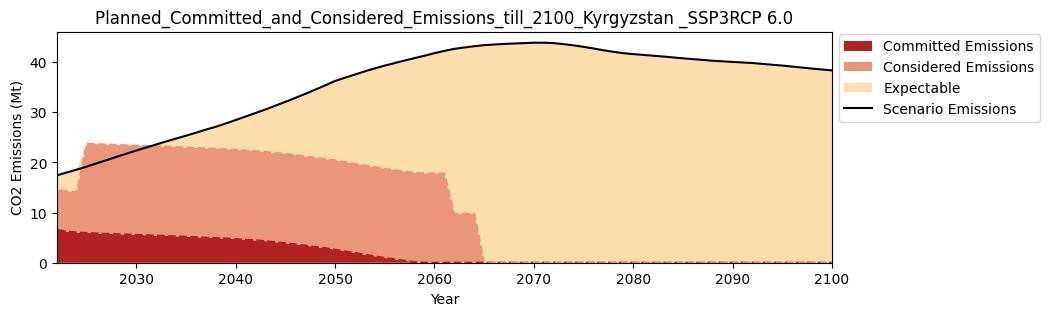 Planned_Committed_and_Considered_Emissions_till_2100_Kyrgyzstan _SSP3RCP 6.0
Committed Emissions
Considered Emissions
Expectable
Scenario Emissions
CO2 Emissions (Mt)
40
30
20
10
0
2030 2040 2050 2060 2070 2080 2090 2100
Year